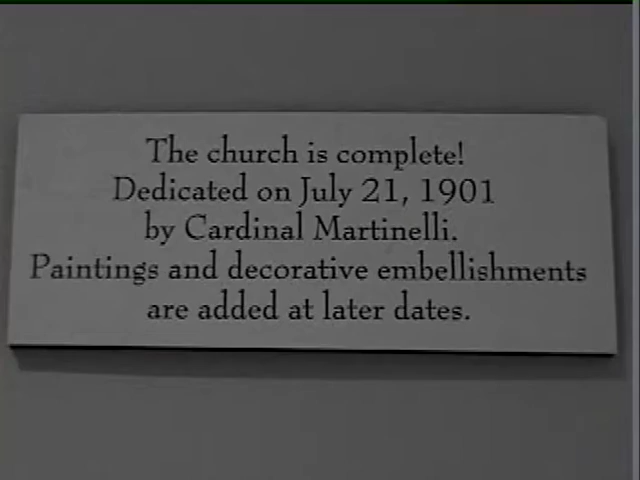 The church is complete!
Dedicated on July 21, 1901
by Cardinal Martinelli.
Paintings and decorative embellishments
are added at later dates.